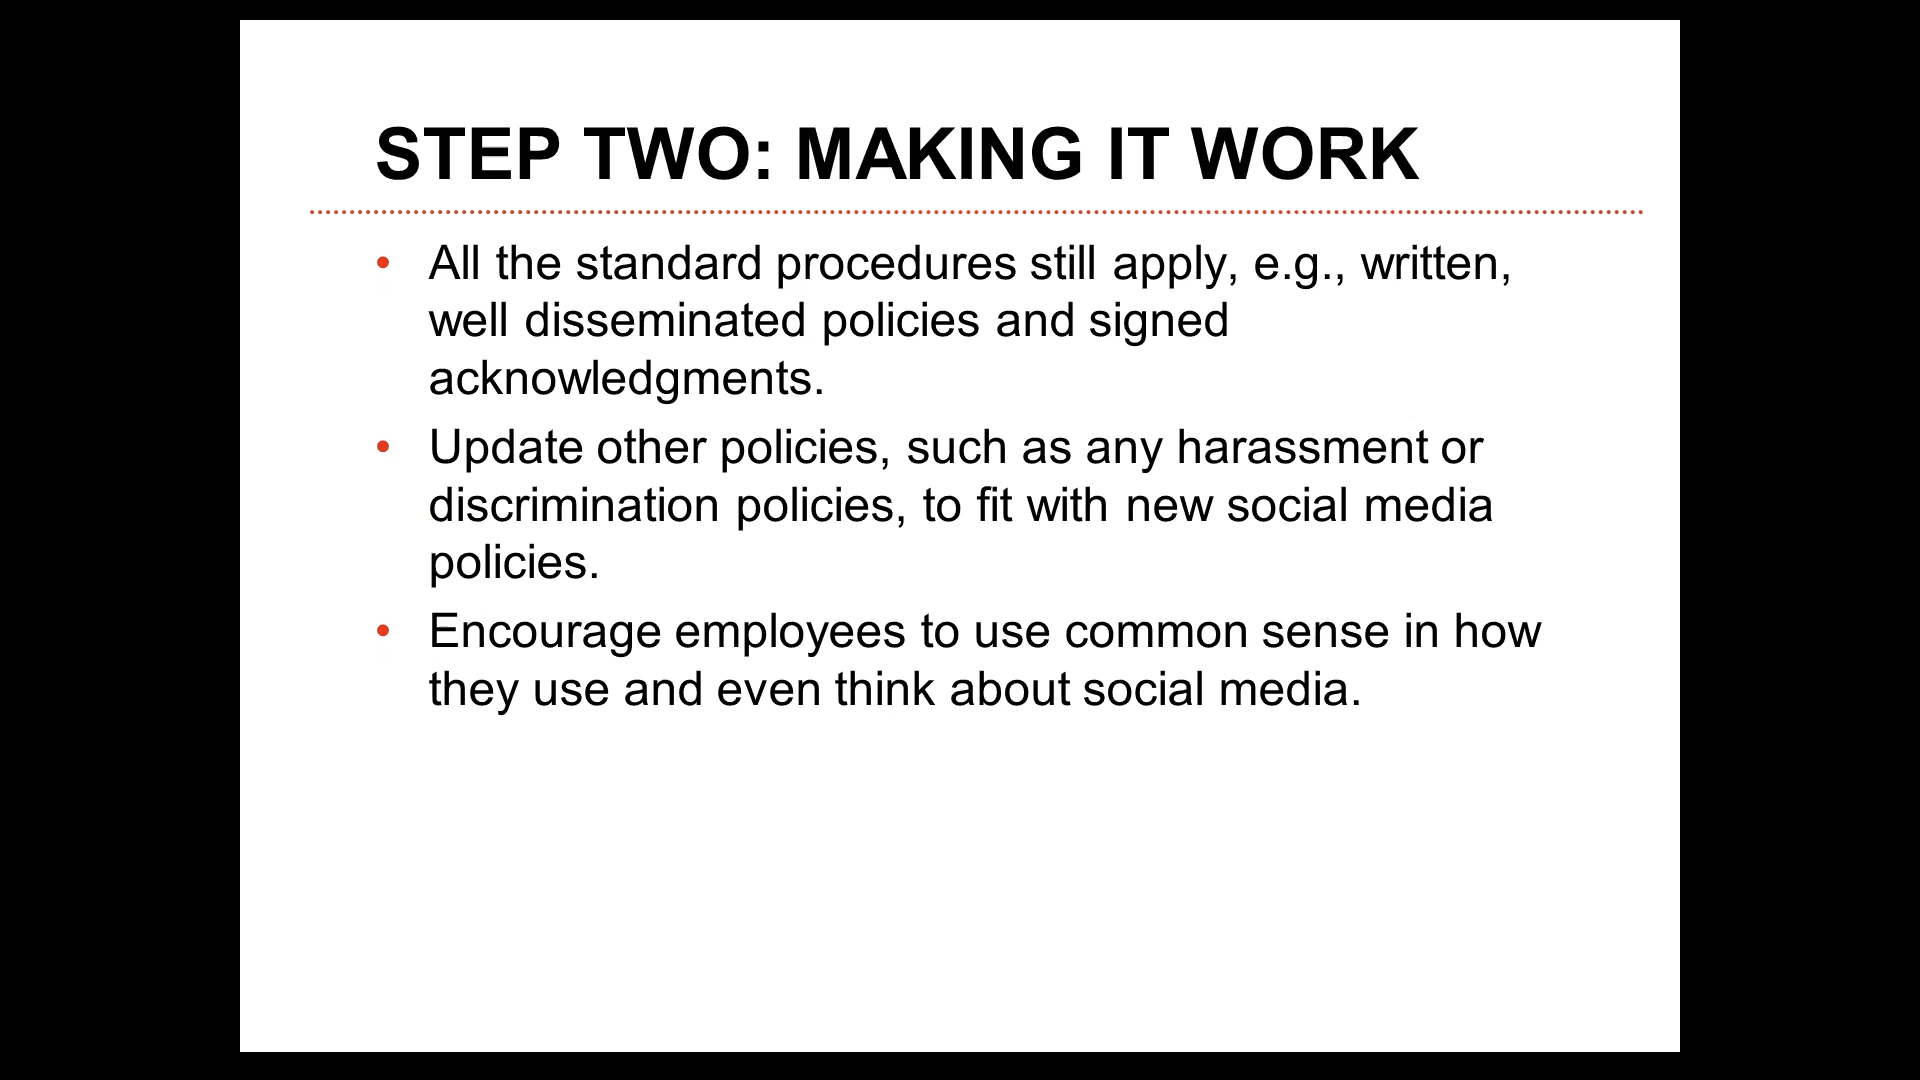 STEP TWO: MAKING IT WORK
• All the standard procedures still apply, e.g., written,
well disseminated policies and signed
acknowledgments.
• Update other policies, such as any harassment or
discrimination policies, to fit with new social media
policies.
• Encourage employees to use common sense in how
they use and even think about social media.